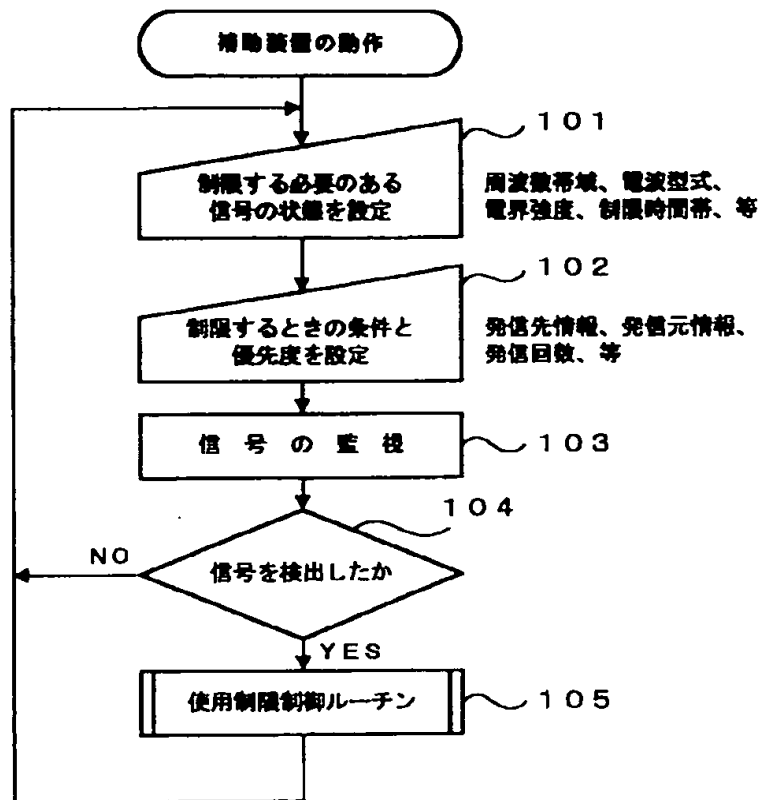 補助装置の動作
101
制限する必要のある
信号の状態を設定
周波数帯域、電波型式、
電界強度、制限時間帯、等
102
制限するときの条件と
優先度を設定
発信先情報、発信元情報、
発信回数、等
信号の監視
103
104
信号を検出したか
NO
YES
使用制限制御ルーチン
105